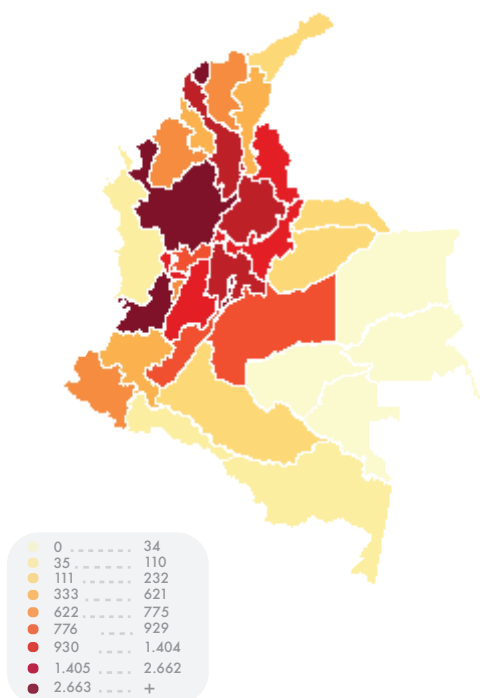 0 ........ 34
35 ........ 110
111 ........ 232
333 ........ 621
622 ........ 775
776 .... 929
930 ........ 1.404
1.405 ..... 2.662
2.663 .... +